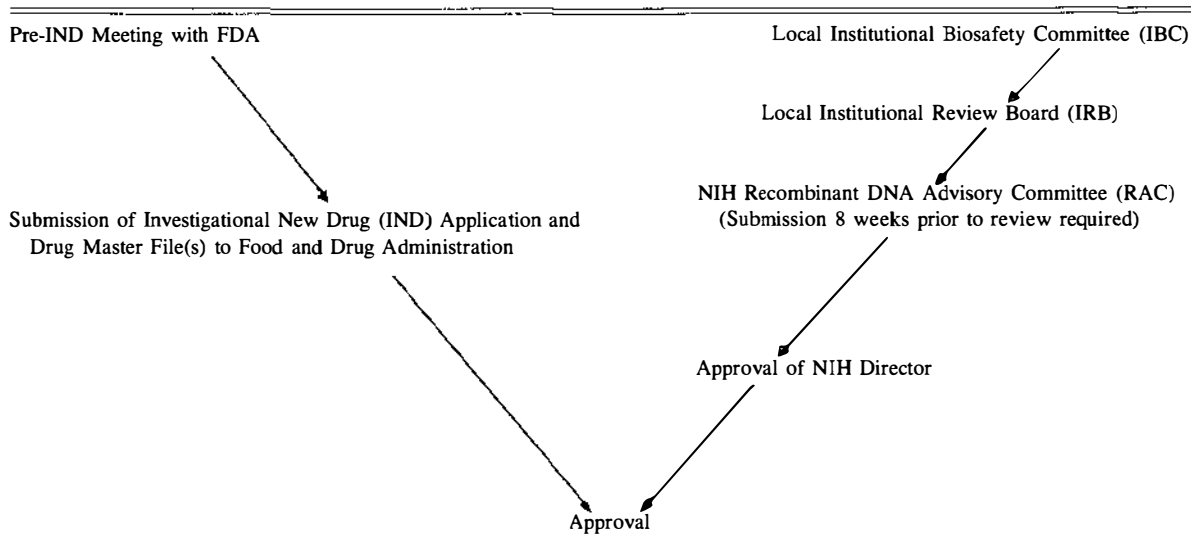 Pre-IND Meeting with FDA
Local Institutional Biosafety Committee (IBC)
Local Institutional Review Board (IRB)
NIH Recombinant DNA Advisory Committee (RAC)
(Submission 8 weeks prior to review required)
Submission of Investigational New Drug (IND) Application and
Drug Master File(s) to Food and Drug Administration
Approval of NIH Director
Approval